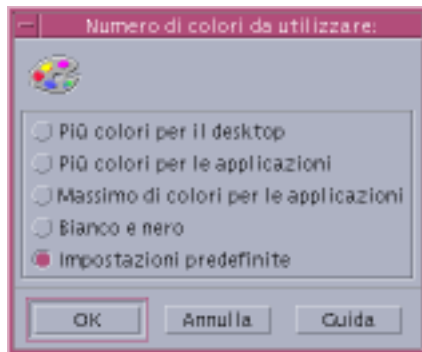 Numero di colori da utilizzare:
Più colori per il desktop
Più colori per le applicazioni
Massimo di colori per le applicazioni
Bianco e nero
Impostazioni predefinite
OK Annulla Guida